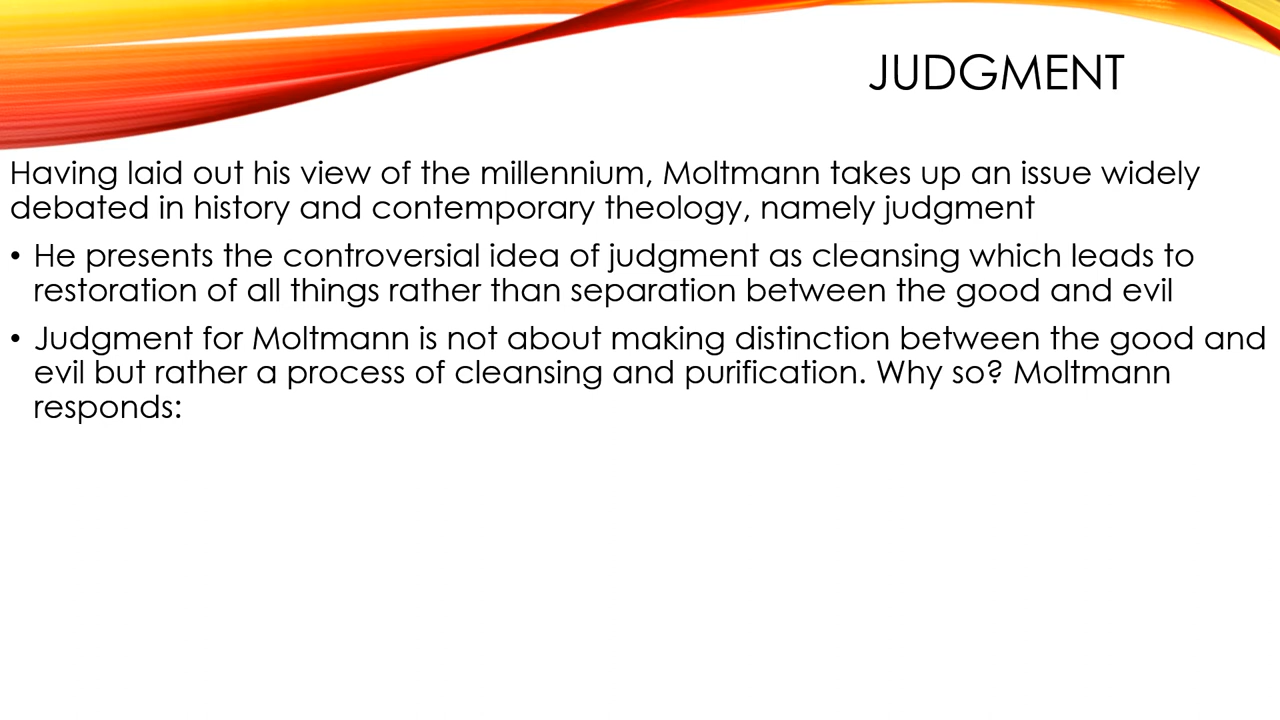 JUDGMENT
Having laid out his view of the millennium, Moltmann takes up an issue widely
debated in history and contemporary theology, namely judgment
• He presents the controversial idea of judgment as cleansing which leads to
restoration of all things rather than separation between the good and evil
• Judgment for Moltmann is not about making distinction between the good and
evil but rather a process of cleansing and purification. Why so? Moltmann
responds: